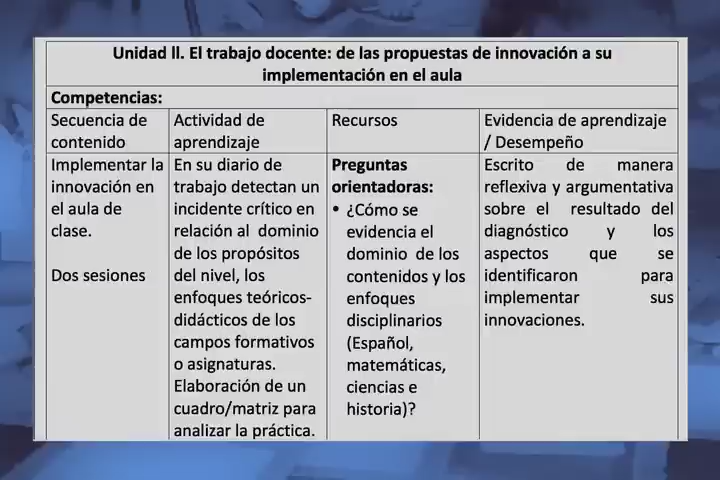 Unidad ll. El trabajo docente: de las propuestas de innovación a su
implementación en el aula
Competencias:
Secuencia de
contenido
Actividad de
aprendizaje
Recursos
Evidencia de aprendizaje
/ Desempeño
Implementar la
innovación en
el aula de
clase.
Dos sesiones
En su diario de
trabajo detectan un
incidente crítico en
relación al dominio
de los propósitos
del nivel, los
enfoques teóricos-
didácticos de los
campos formativos
o asignaturas.
Elaboración de un
cuadro/matriz para
analizar la práctica.
Preguntas
orientadoras:
• ¿Cómo se
evidencia el
dominio de los
contenidos y los
enfoques
disciplinarios
(Español,
matemáticas,
ciencias e
historia)?
Escrito de manera
reflexiva y argumentativa
sobre el resultado del
diagnóstico y los
aspectos que se
identificaron para
implementar sus
innovaciones.